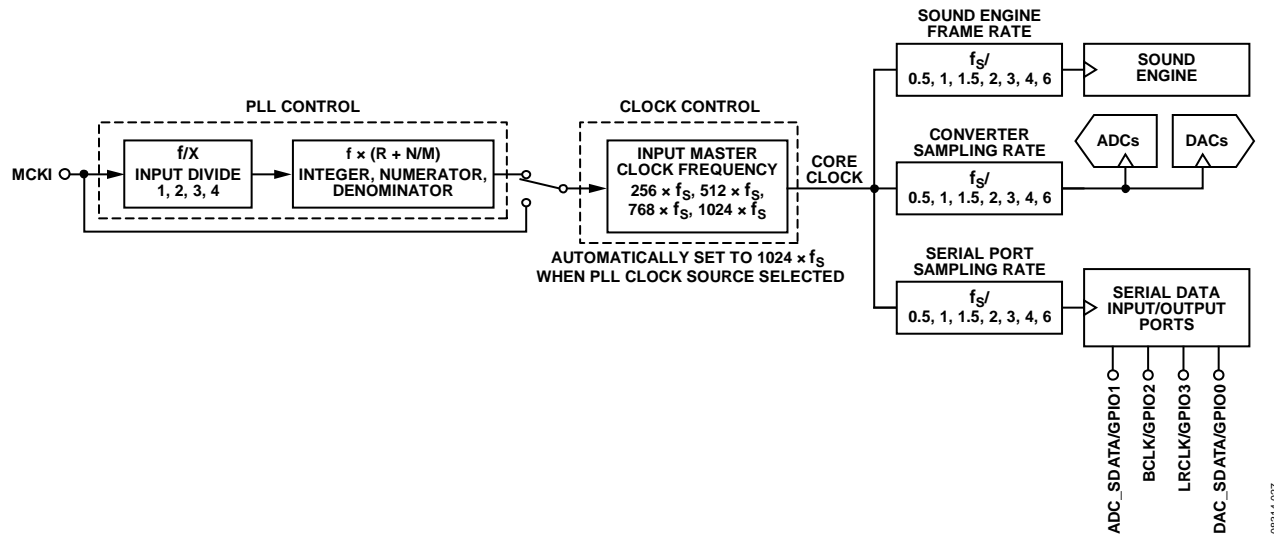 SOUND ENGINE
FRAME RATE
fS/
0.5, 1, 1.5, 2, 3, 4, 6
SOUND
ENGINE
PLL CONTROL
CLOCK CONTROL
MCKI
f/X
INPUT DIVIDE
1, 2, 3, 4
f × (R + N/M)
INTEGER, NUMERATOR,
DENOMINATOR
INPUT MASTER
CLOCK FREQUENCY
256 × fS, 512 × fS,
768 × fS, 1024 × fS
AUTOMATICALLY SET TO 1024 × fS
WHEN PLL CLOCK SOURCE SELECTED
CORE
CLOCK
CONVERTER
SAMPLING RATE
fS/
0.5, 1, 1.5, 2, 3, 4, 6
ADCs
DACs
SERIAL PORT
SAMPLING RATE
fS/
0.5, 1, 1.5, 2, 3, 4, 6
SERIAL DATA
INPUT/OUTPUT
PORTS
ADC_SDATA/GPIO1
BCLK/GPIO2
LRCLK/GPIO3
DAC_SDATA/GPIO0